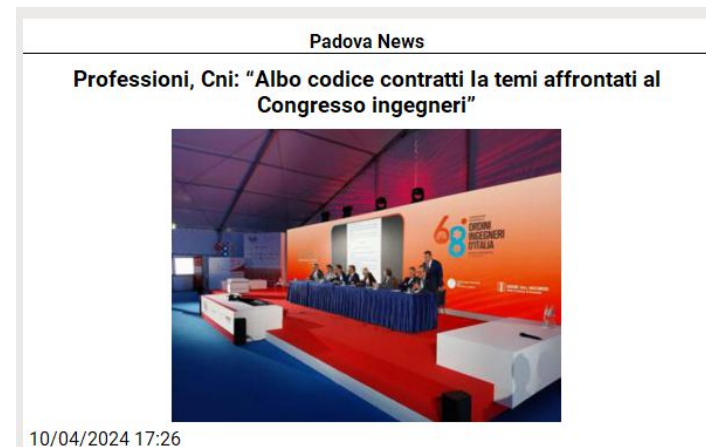 Padova News
Professioni, Cni: “Albo codice contratti Ia temi affrontati al
Congresso ingegneri”
68°
ORDINI
INGEGNERI
D'ITALIA
10/04/2024 17:26